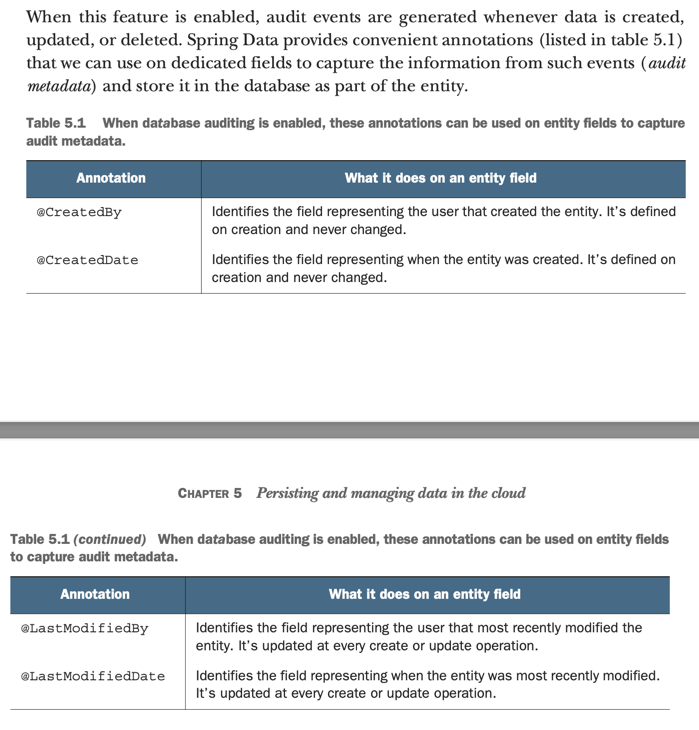 When this feature is enabled, audit events are generated whenever data is created,
updated, or deleted. Spring Data provides convenient annotations (listed in table 5.1)
that we can use on dedicated fields to capture the information from such events (audit
metadata) and store it in the database as part of the entity.
Table 5.1 When database auditing is enabled, these annotations can be used on entity fields to capture
audit metadata.
Annotation What it does on an entity field
@CreatedBy Identifies the field representing the user that created the entity. It's defined
on creation and never changed.
@CreatedDate Identifies the field representing when the entity was created. It's defined on
creation and never changed.
CHAPTER 5 Persisting and managing data in the cloud
Table 5.1 (continued) When database auditing is enabled, these annotations can be used on entity fields
to capture audit metadata.
Annotation What it does on an entity field
@LastModifiedBy Identifies the field representing the user that most recently modified the
entity. It's updated at every create or update operation.
@LastModifiedDate Identifies the field representing when the entity was most recently modified.
It's updated at every create or update operation.